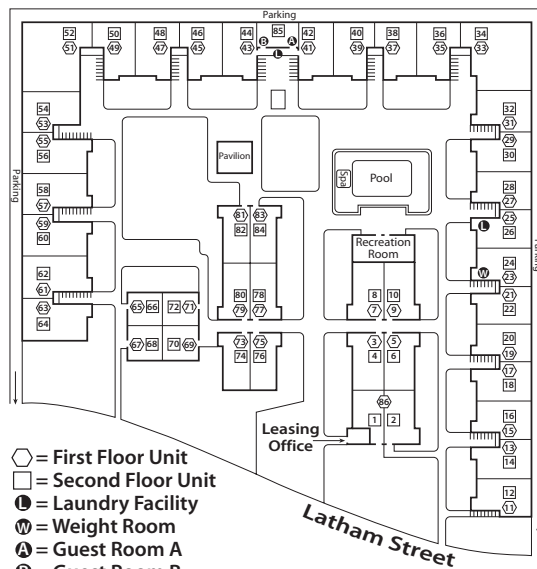 Parking
52 50 48 46 44 85 42 40 38 36 34
B A
51 49 47 45 43 41 39 37 35 33
L
54 32
53 31
55 29
56 30
Pavilion
Spa
Pool
Parking
58 28
57 27
59 25
60 26
L
81 83
82 84
Recreation
Room
Parking
62 24
W
61 23
63 21
64 22
80 78
79 77
8 10
7 9
65 66 72 71
67 68 70 69
73 75
74 76
3 5
4 6
20
19
17
18
86
1 2
Leasing
Office
16
15
13
14
12
11
= First Floor Unit
= Second Floor Unit
L = Laundry Facility
W = Weight Room
A = Guest Room A
B = Guest Room B
Latham Street